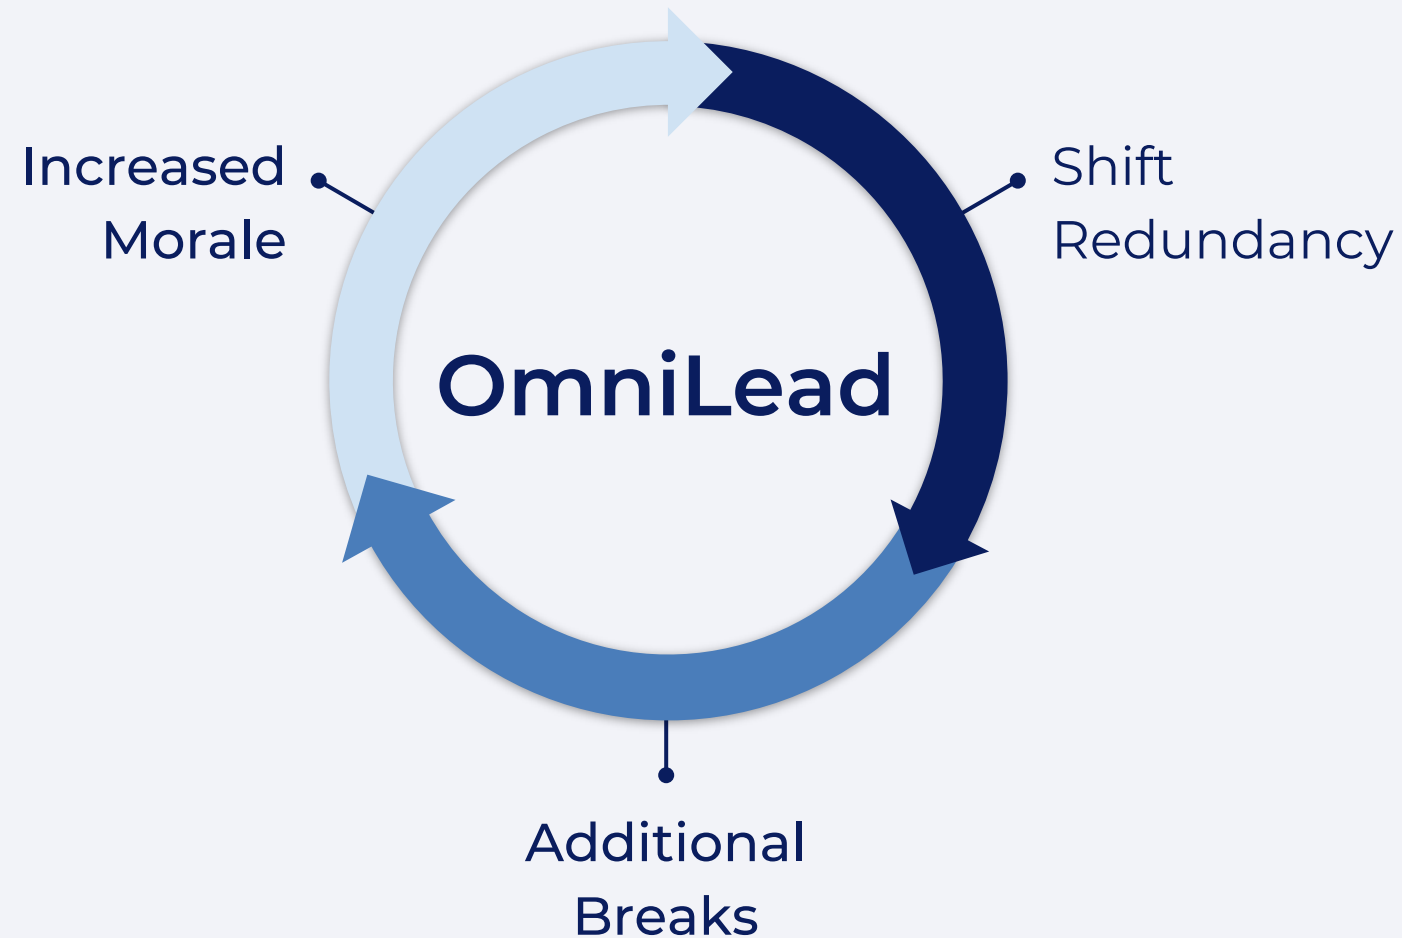 Increased
Morale
Shift
Redundancy
OmniLead
Additional
Breaks